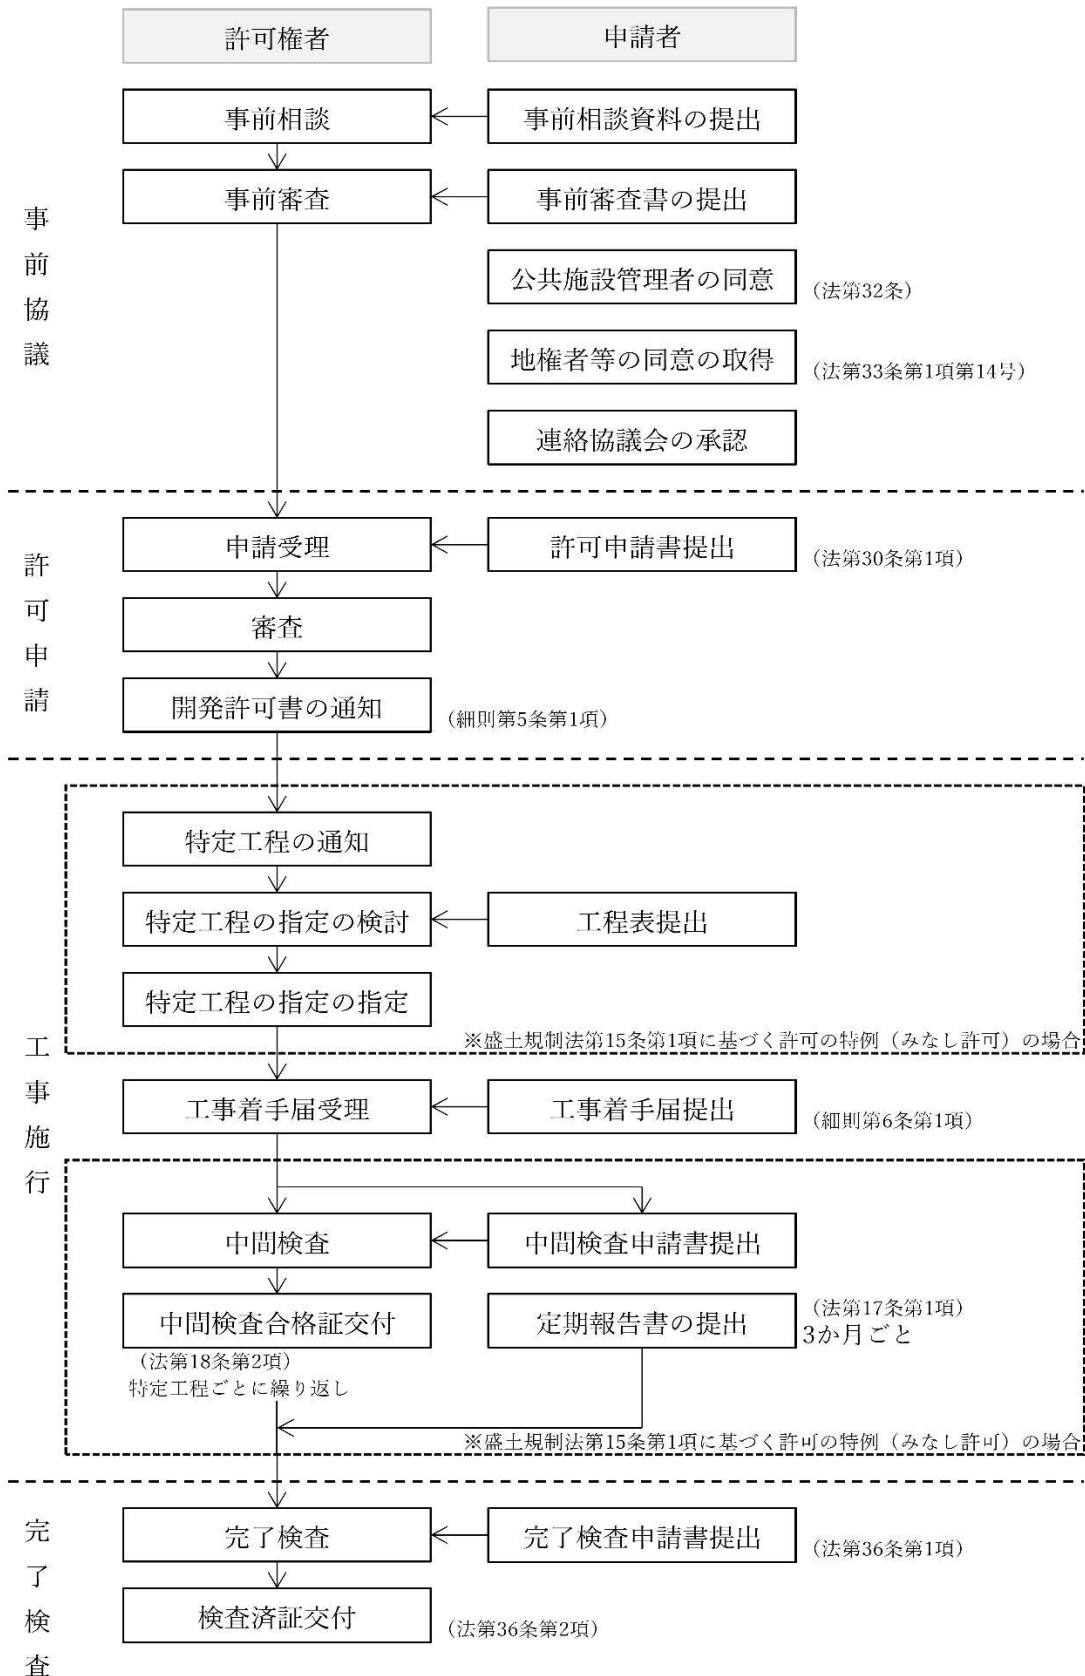 許可権者
申請者
事前協議
事前相談
事前相談資料の提出
事前審査
事前審査書の提出
公共施設管理者の同意
(法第32条)
地権者等の同意の取得
(法第33条第1項第14号)
連絡協議会の承認
許可申請
申請受理
許可申請書提出
(法第30条第1項)
審査
開発許可書の通知
(細則第5条第1項)
工事施行
特定工程の通知
特定工程の指定の検討
工程表提出
特定工程の指定の指定
※盛土規制法第15条第1項に基づく許可の特例（みなし許可）の場合
工事着手届受理
工事着手届提出
(細則第6条第1項)
中間検査
中間検査申請書提出
中間検査合格証交付
定期報告書の提出
(法第17条第1項)
3か月ごと
(法第18条第2項)
特定工程ごとに繰り返し
※盛土規制法第15条第1項に基づく許可の特例（みなし許可）の場合
完了検査
完了検査
完了検査申請書提出
(法第36条第1項)
検査済証交付
(法第36条第2項)